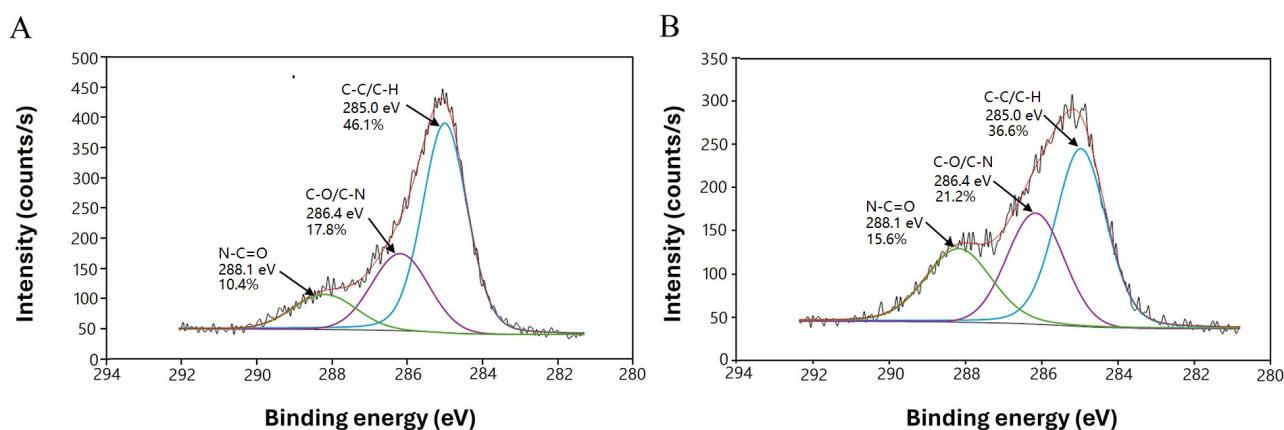 A
500
450
400
350
300
250
200
150
100
50
0
Intensity (counts/s)
C-C/C-H
285.0 eV
46.1%
C-O/C-N
286.4 eV
17.8%
N-C=O
288.1 eV
10.4%
294
292
290
288
286
284
282
280
Binding energy (eV)
B
350
300
250
200
150
100
50
0
Intensity (counts/s)
C-C/C-H
285.0 eV
36.6%
C-O/C-N
286.4 eV
21.2%
N-C=O
288.1 eV
15.6%
294
292
290
288
286
284
282
280
Binding energy (eV)